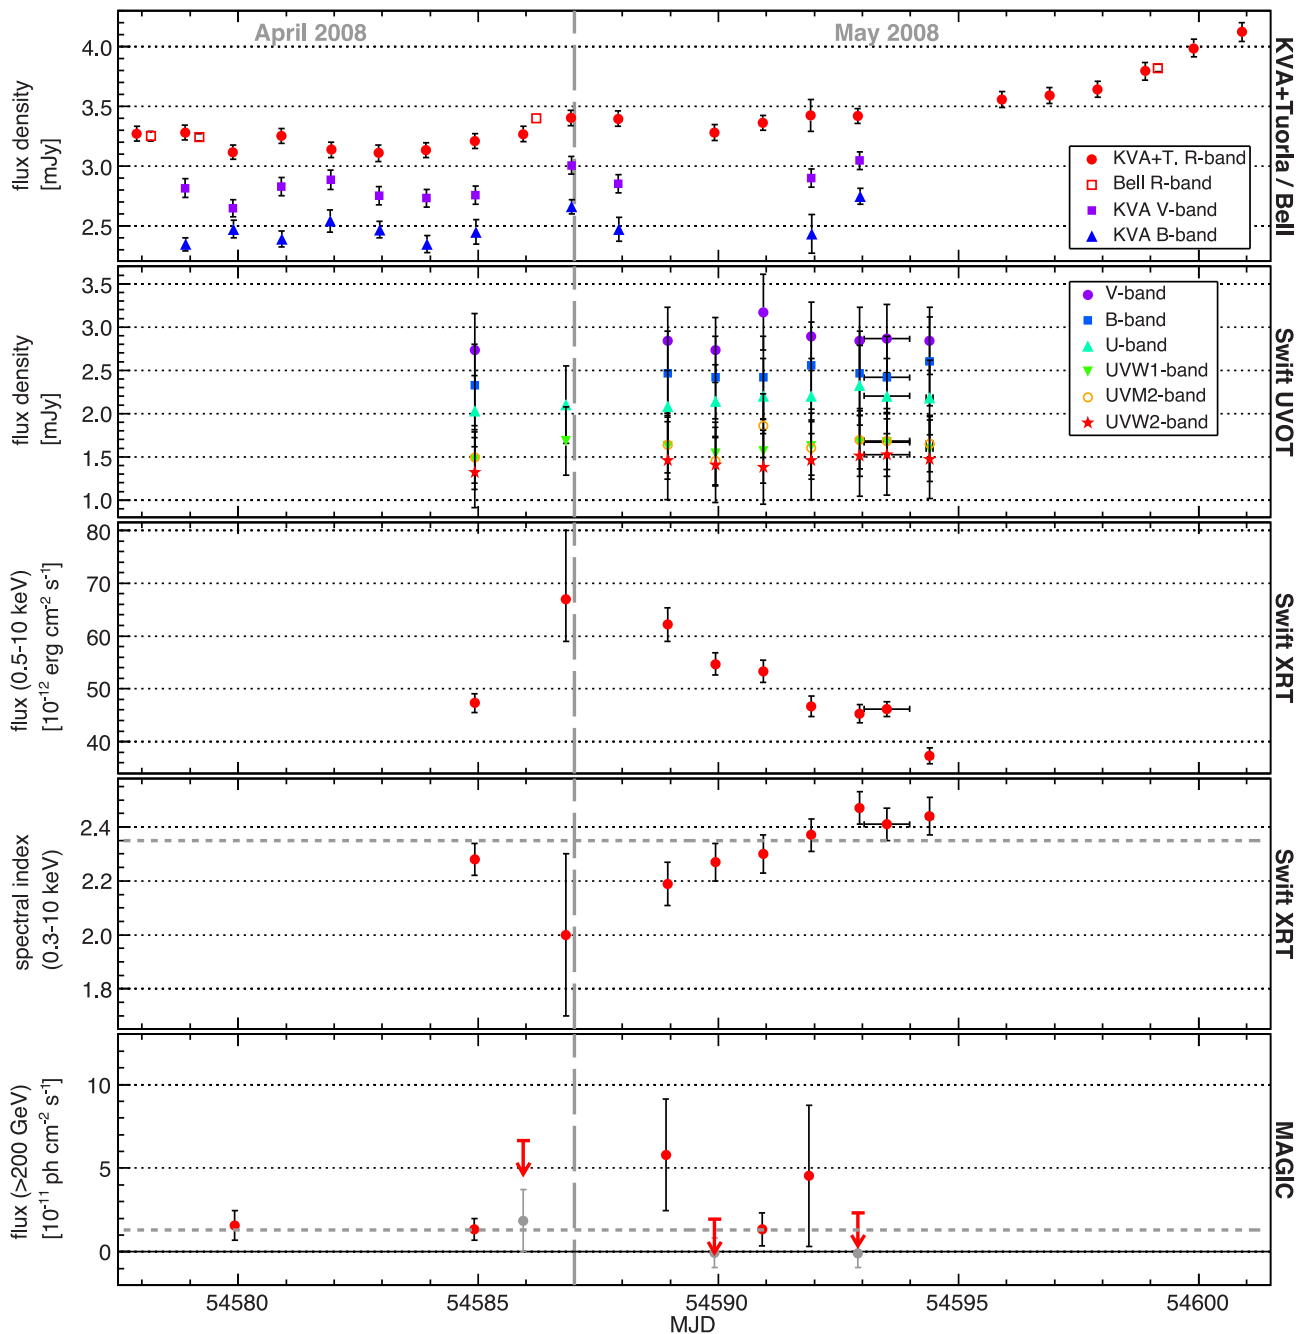 April 2008
May 2008
4.0
3.5
3.0
2.5
flux density
[mJy]
KVA+T. R-band
Bell R-band
KVA V-band
KVA B-band
KVA+Tuorla / Bell
3.5
3.0
2.5
2.0
1.5
1.0
flux density
[mJy]
V-band
B-band
U-band
UVW1-band
UVM2-band
UVW2-band
Swift UVOT
80
70
60
50
40
flux (0.5-10 keV)
[10⁻¹² erg cm⁻² s⁻¹]
Swift XRT
2.4
2.2
2.0
1.8
spectral index
(0.3-10 keV)
Swift XRT
10
5
0
flux (>200 GeV)
[10⁻¹¹ ph cm⁻² s⁻¹]
MAGIC
54580
54585
54590
54595
54600
MJD